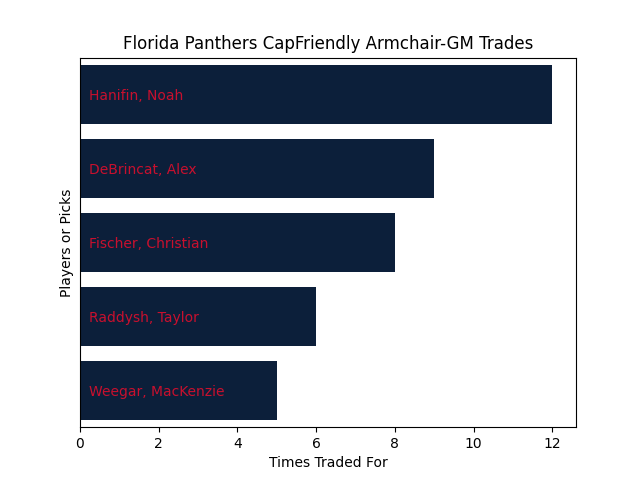 Florida Panthers CapFriendly Armchair-GM Trades
Players or Picks
Hanifin, Noah
DeBrincat, Alex
Fischer, Christian
Raddysh, Taylor
Weegar, MacKenzie
0 2 4 6 8 10 12
Times Traded For